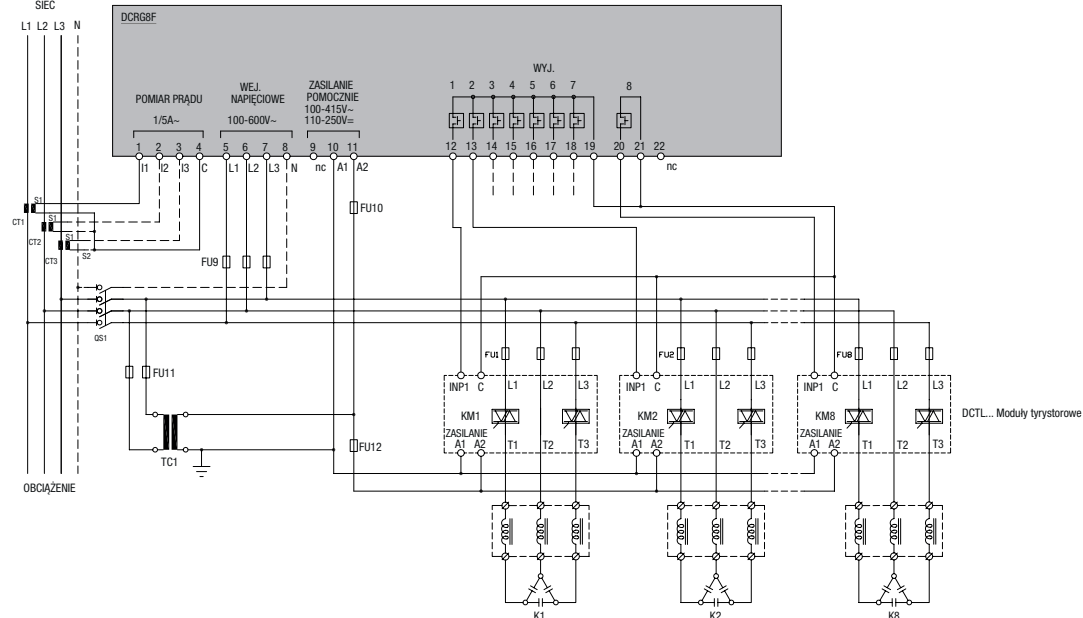 SIEC
L1 L2 L3 N
DCRG8F
POMIAR PRĄDU
1/5A~
WEJ.
NAPIĘCIOWE
100-600V~
ZASILANIE
POMOCNIE
100-415V~
110-250V=
WYJ.
1 2 3 4 5 6 7 8
1 2 3 4 5 6 7 8 9 10 11 12 13 14 15 16 17 18 19 20 21 22
I1 I2 I3 C L1 L2 L3 N nc A1 A2 nc
S1
CT1
S1
CT2
S1
CT3
S2
FU10
FU9
QS1
FU11
TC1
FU12
OBCIĄŻENIE
FU1 FU2 FU8
INP1 C L1 L2 L3
KM1
ZASILANIE
A1 A2 T1 T2 T3
INP1 C L1 L2 L3
KM2
ZASILANIE
A1 A2 T1 T2 T3
INP1 C L1 L2 L3
KM8
ZASILANIE
A1 A2 T1 T2 T3
DCTL... Moduły tyrystorowe
K1 K2 K8